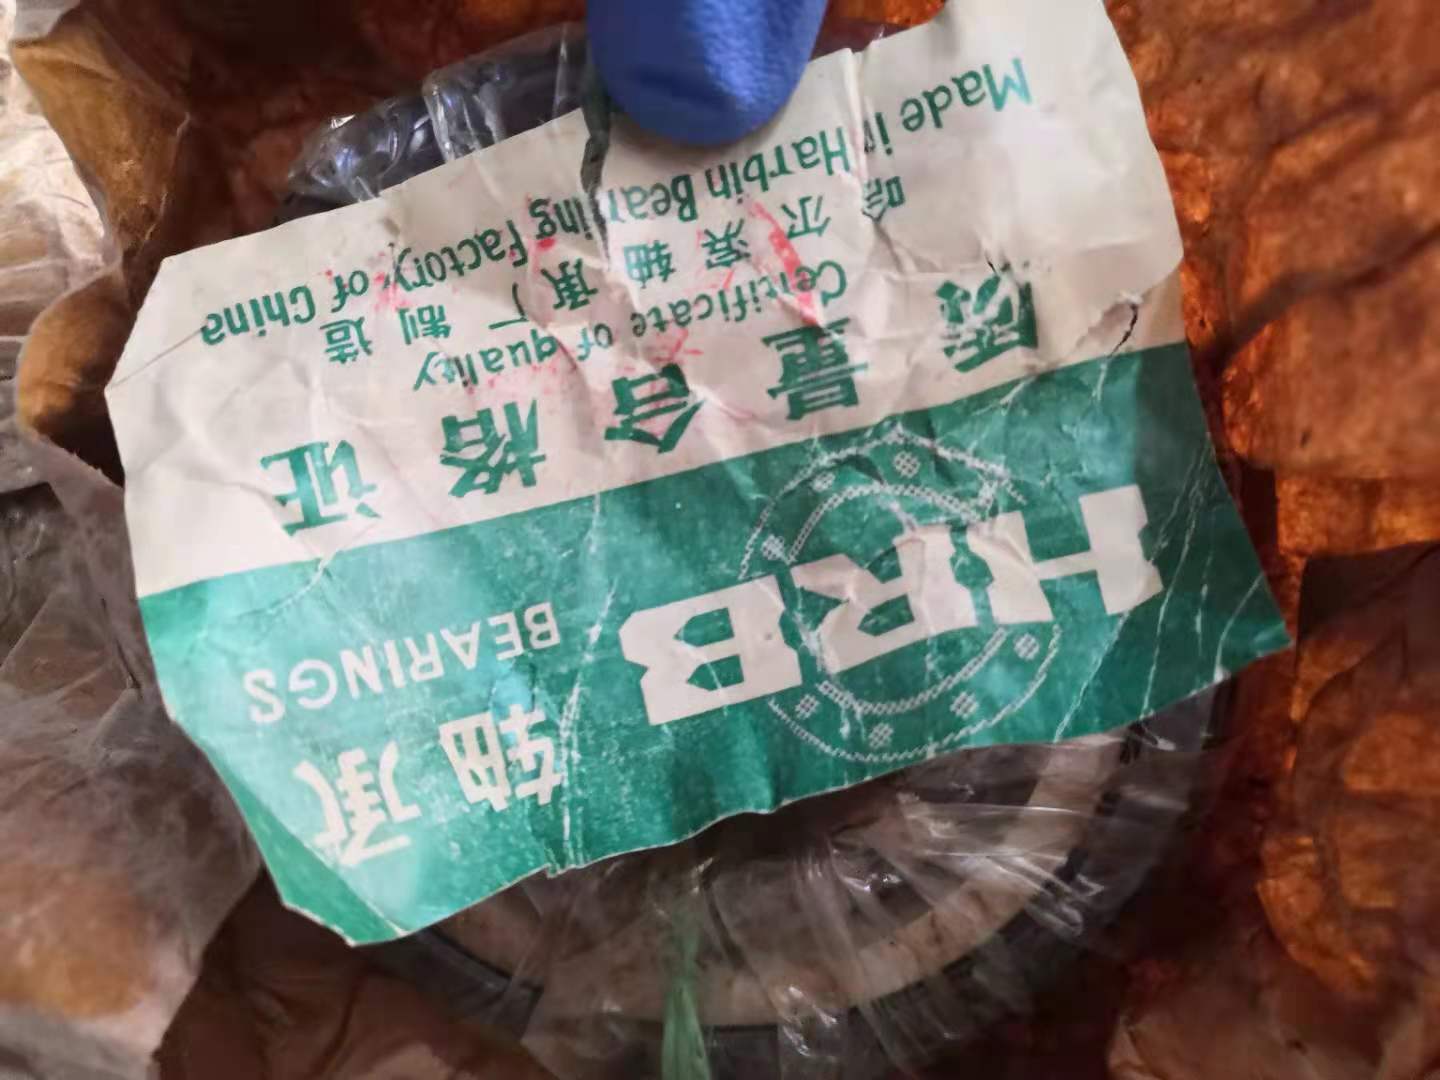 HRB 轴承
BEARINGS
质量合格证
Certificate of quality
哈尔滨轴承厂制造
Made in Harbin Bearing Factory of China